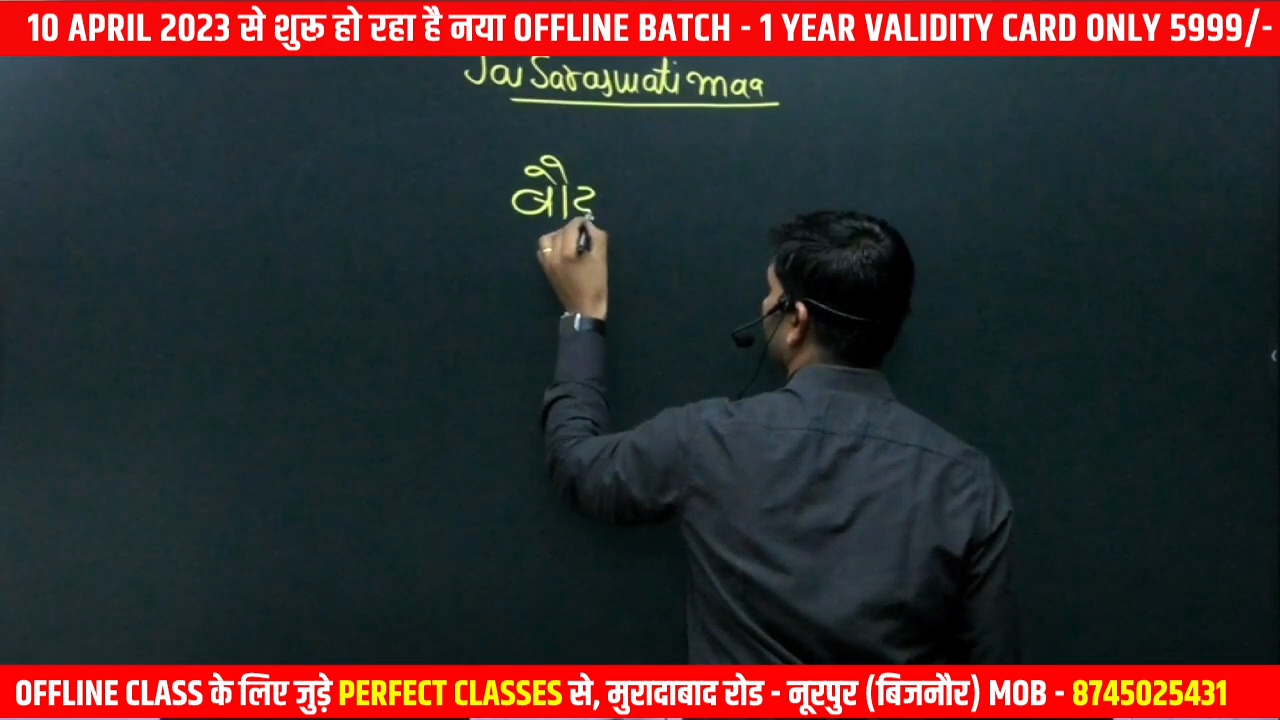 10 APRIL 2023 से शुरू हो रहा है नया OFFLINE BATCH - 1 YEAR VALIDITY CARD ONLY 5999/-
Jai Saraswati maa
बौद
OFFLINE CLASS के लिए जुड़े PERFECT CLASSES से, मुरादाबाद रोड - नूरपुर (बिजनौर) MOB - 8745025431